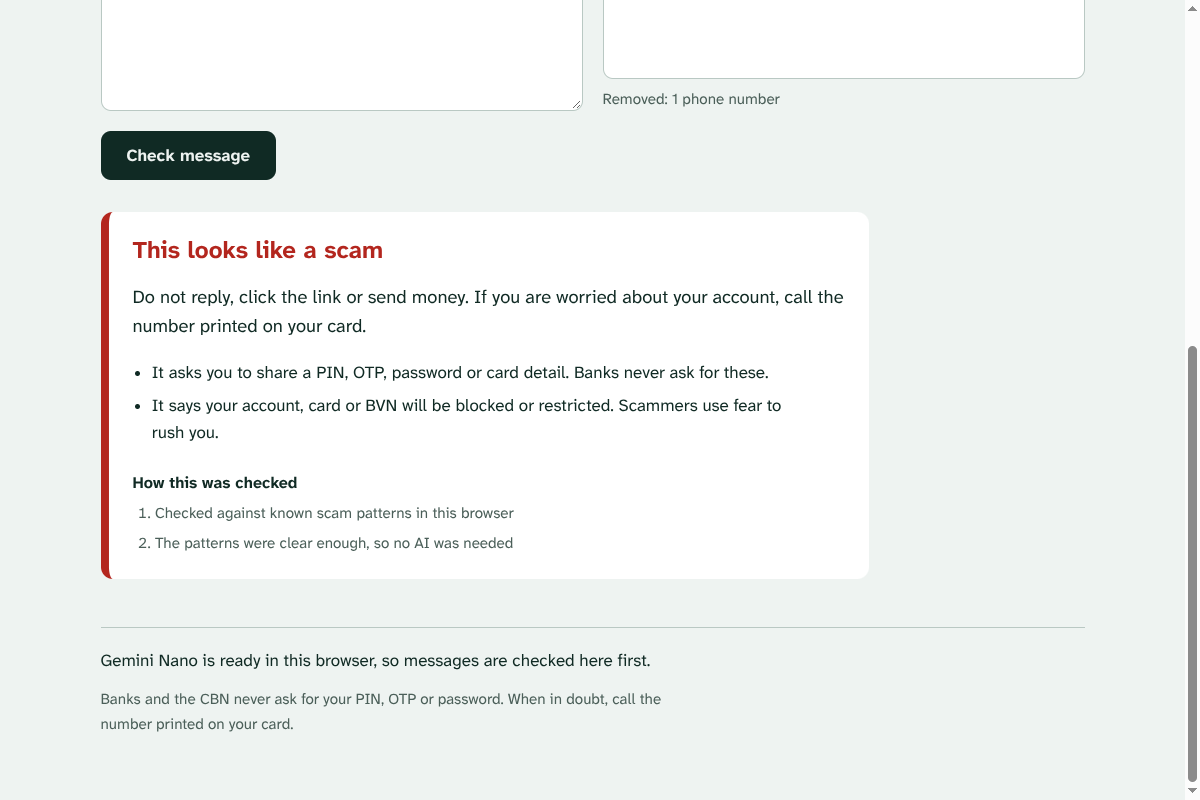 Removed: 1 phone number
Check message
This looks like a scam
Do not reply, click the link or send money. If you are worried about your account, call the
number printed on your card.
• It asks you to share a PIN, OTP, password or card detail. Banks never ask for these.
• It says your account, card or BVN will be blocked or restricted. Scammers use fear to
rush you.
How this was checked
1. Checked against known scam patterns in this browser
2. The patterns were clear enough, so no AI was needed
Gemini Nano is ready in this browser, so messages are checked here first.
Banks and the CBN never ask for your PIN, OTP or password. When in doubt, call the
number printed on your card.